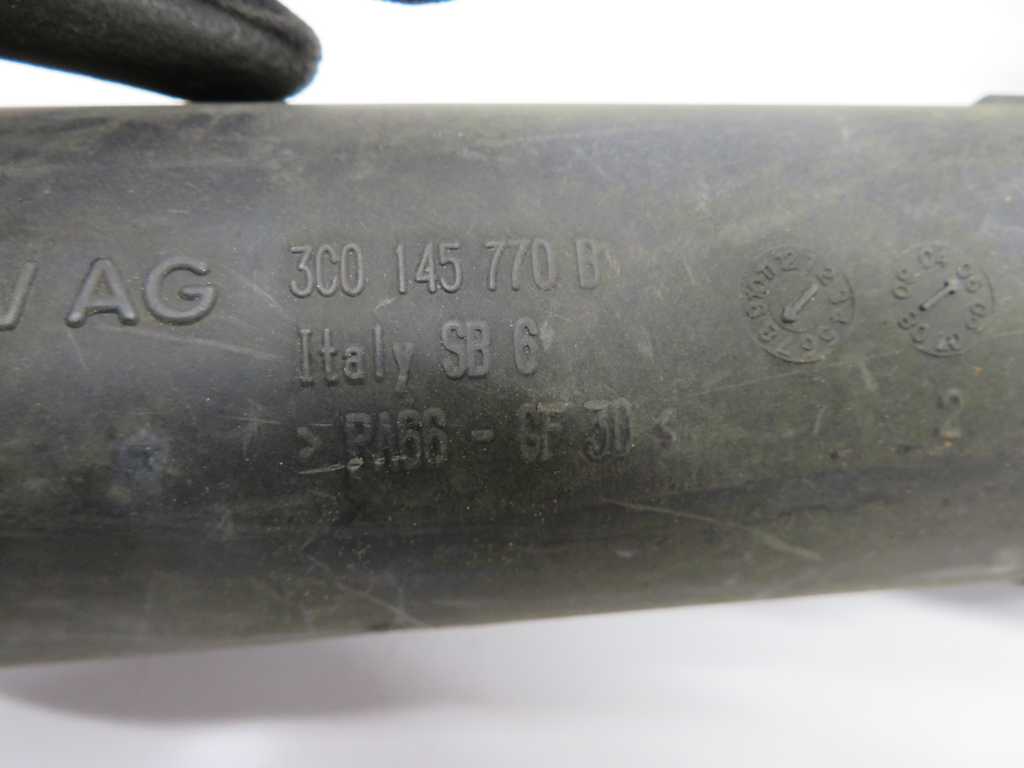 AG
3C0 145 770 B
Italy SB 6
>PA66 - GF 30<
2